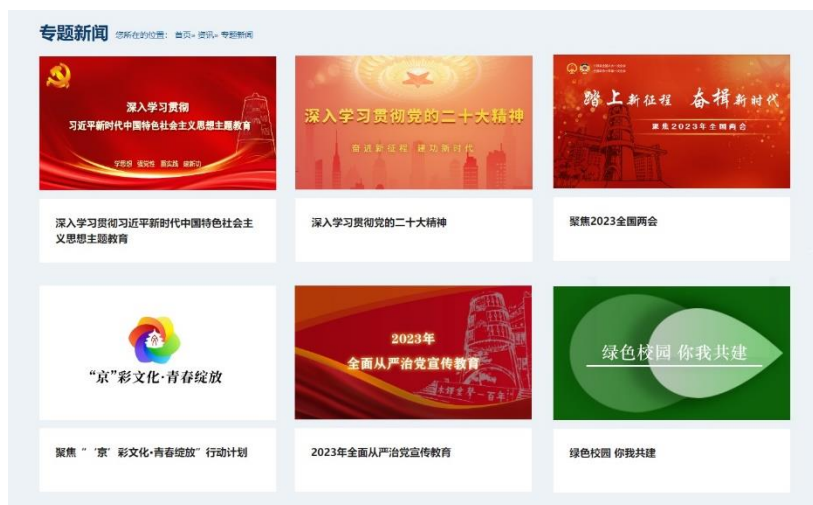 专题新闻 您所在的位置: 首页» 资讯» 专题新闻
深入学习贯彻
习近平新时代中国特色社会主义思想主题教育
学思想 强党性 重实践 建新功
深入学习贯彻习近平新时代中国特色社会主
义思想主题教育
深入学习贯彻党的二十大精神
奋进新征程 建功新时代
深入学习贯彻党的二十大精神
踏上新征程 奋楫新时代
聚焦2023年全国两会
聚焦2023全国两会
“京”彩文化·青春绽放
聚焦“‘京’彩文化·青春绽放”行动计划
2023年
全面从严治党宣传教育
2023年全面从严治党宣传教育
绿色校园 你我共建
绿色校园 你我共建